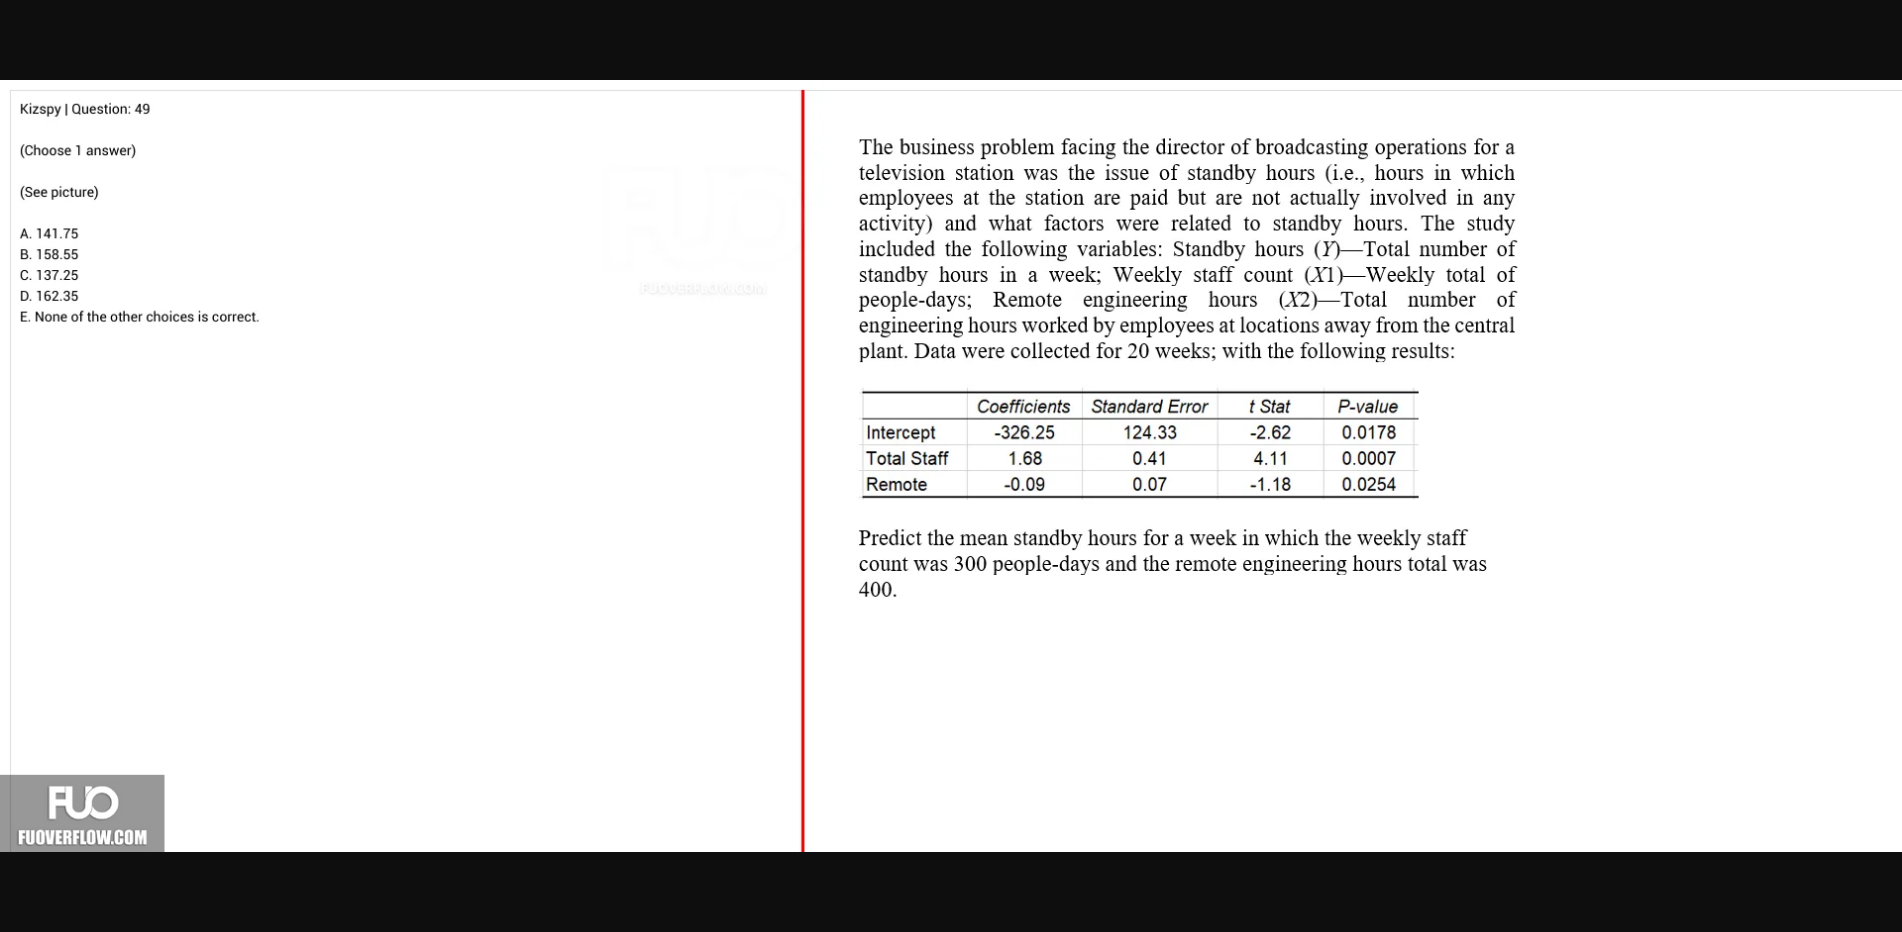 Kizspy | Question: 49
(Choose 1 answer)
(See picture)
A. 141.75
B. 158.55
C. 137.25
D. 162.35
E. None of the other choices is correct.
FUO
FUOVERFLOW.COM
The business problem facing the director of broadcasting operations for a
television station was the issue of standby hours (i.e., hours in which
employees at the station are paid but are not actually involved in any
activity) and what factors were related to standby hours. The study
included the following variables: Standby hours (Y)—Total number of
standby hours in a week; Weekly staff count (X1)—Weekly total of
people-days; Remote engineering hours (X2)—Total number of
engineering hours worked by employees at locations away from the central
plant. Data were collected for 20 weeks; with the following results:
Coefficients Standard Error t Stat P-value
Intercept -326.25 124.33 -2.62 0.0178
Total Staff 1.68 0.41 4.11 0.0007
Remote -0.09 0.07 -1.18 0.0254
Predict the mean standby hours for a week in which the weekly staff
count was 300 people-days and the remote engineering hours total was
400.
FUO
FUOVERFLOW.COM